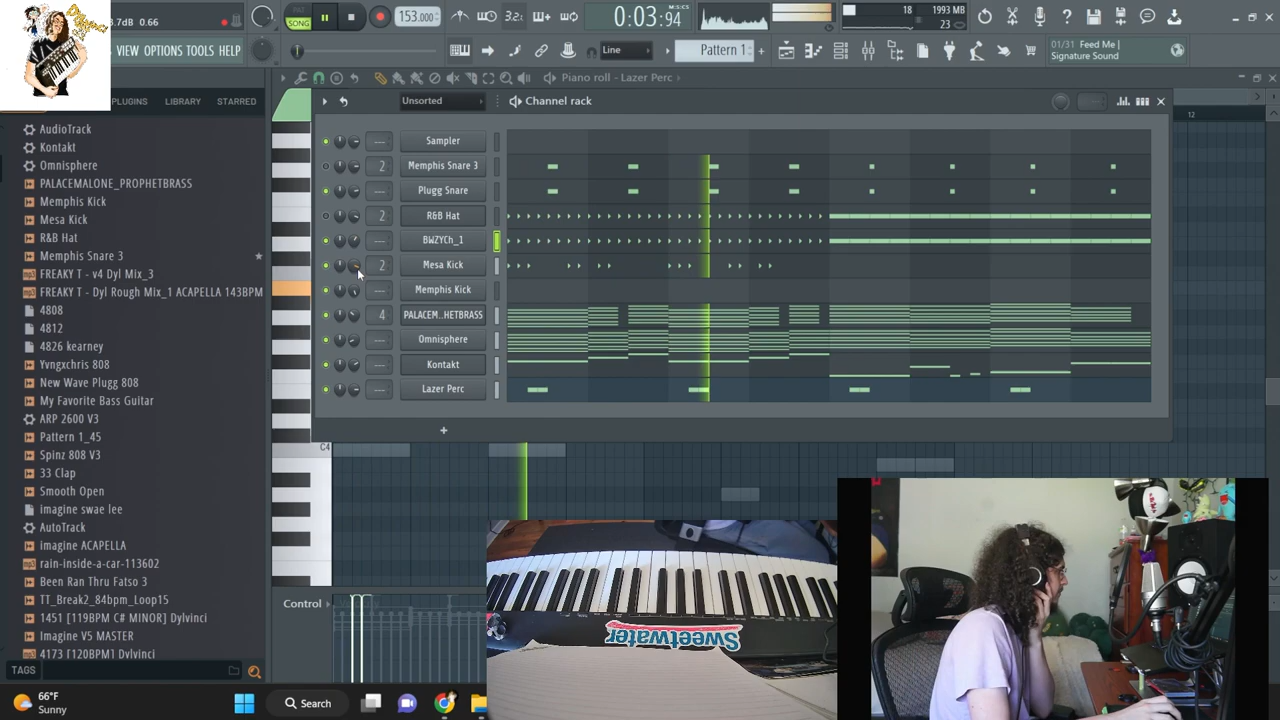 3.7dB 0.66
PAT
SONG
153.000
0:03:94
18
1993 MB
23
VIEW OPTIONS TOOLS HELP
Line
Pattern 1
01/31 Feed Me |
Signature Sound
Piano roll - Lazer Perc
PLUGINS
LIBRARY
STARRED
Unsorted
Channel rack
12
AudioTrack
Kontakt
Omnisphere
PALACEMALONE_PROPHETBRASS
Memphis Kick
Mesa Kick
R&B Hat
Memphis Snare 3
FREAKY T - v4 Dyl Mix_3
FREAKY T - Dyl Rough Mix_1 ACAPELLA 143BPM
4808
4812
4826 kearney
Yvngchxris 808
New Wave Plugg 808
My Favorite Bass Guitar
ARP 2600 V3
Pattern 1_45
Spinz 808 V3
33 Clap
Smooth Open
imagine swae lee
AutoTrack
imagine ACAPELLA
rain-inside-a-car-113602
Been Ran Thru Fatso 3
TT_Break2_84bpm_Loop15
1451 [119BPM C# MINOR] Dylvinci
Imagine V5 MASTER
4173 [120BPM] Dylvinci
TAGS
--- Sampler
2 Memphis Snare 3
--- Plugg Snare
2 R&B Hat
--- BWZYCh_1
2 Mesa Kick
--- Memphis Kick
4 PALACEM...HETBRASS
--- Omnisphere
--- Kontakt
--- Lazer Perc
+
C4
Control
Sweetwater
66°F
Sunny
Search